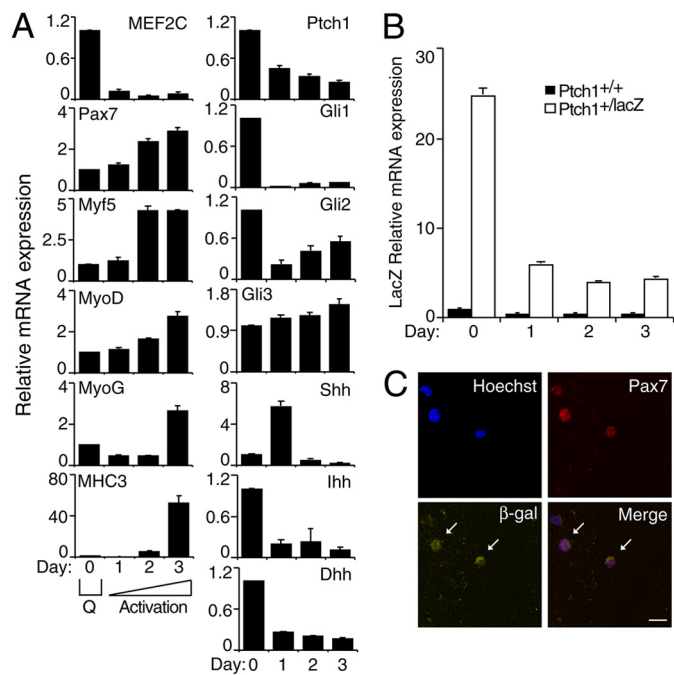 A
Relative mRNA expression
MEF2C
1.2
0.6
0
Pax7
4
2
0
Myf5
5
2.5
0
MyoD
4
2
0
MyoG
4
2
0
MHC3
80
40
0
Day: 0 1 2 3
Q Activation
Ptch1
1.2
0.6
0
Gli1
1.2
0.6
0
Gli2
1.2
0.6
0
Gli3
1.8
0.9
0
Shh
8
4
0
Ihh
1.2
0.6
0
Dhh
1.2
0.6
0
Day: 0 1 2 3
B
LacZ Relative mRNA expression
30
20
10
0
Ptch1+/+
Ptch1+/lacZ
Day: 0 1 2 3
C
Hoechst
Pax7
β-gal
Merge